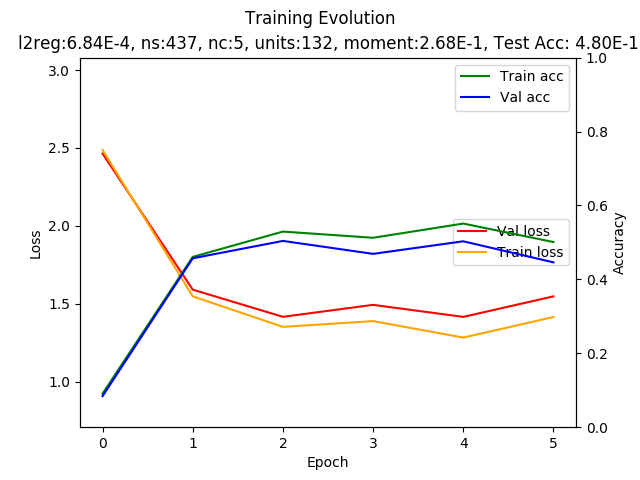 Training Evolution
l2reg:6.84E-4, ns:437, nc:5, units:132, moment:2.68E-1, Test Acc: 4.80E-1
Train acc
Val acc
Val loss
Train loss
3.0
2.5
2.0
1.5
1.0
Loss
1.0
0.8
0.6
0.4
0.2
0.0
Accuracy
0 1 2 3 4 5
Epoch